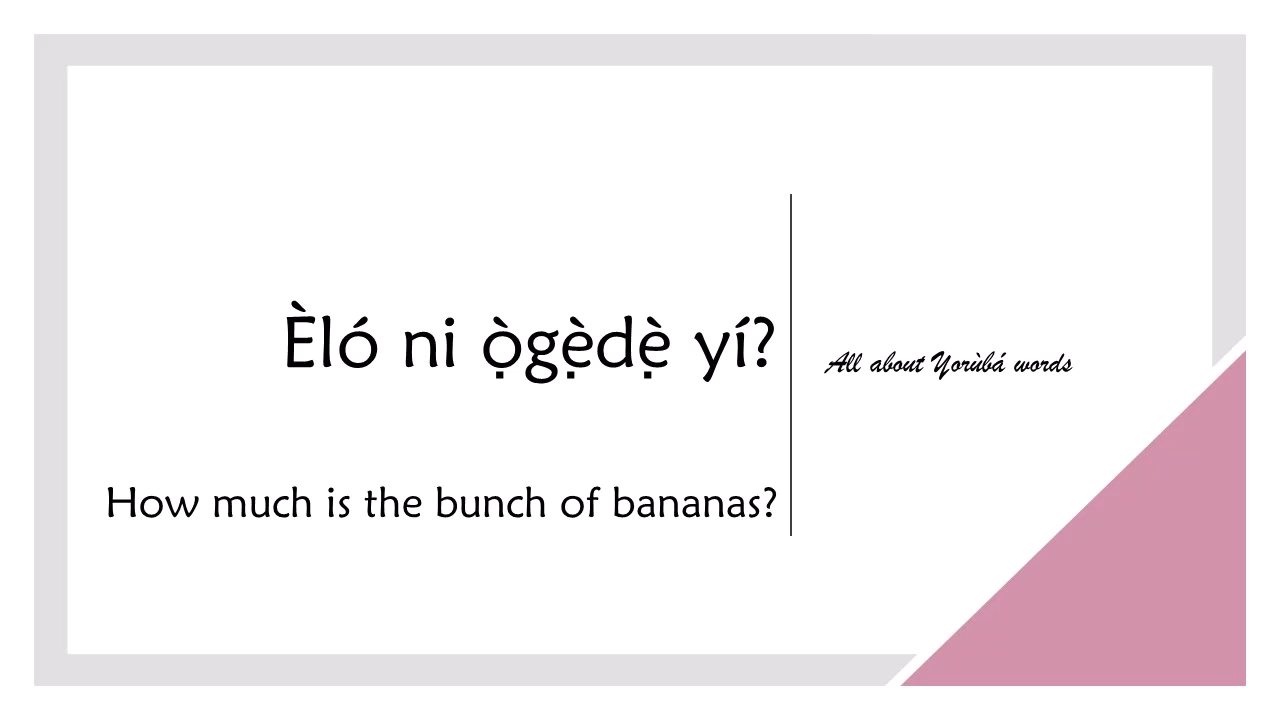 Èló ni ọ̀gẹ̀dẹ̀ yí?
How much is the bunch of bananas?
All about Yorùbá words